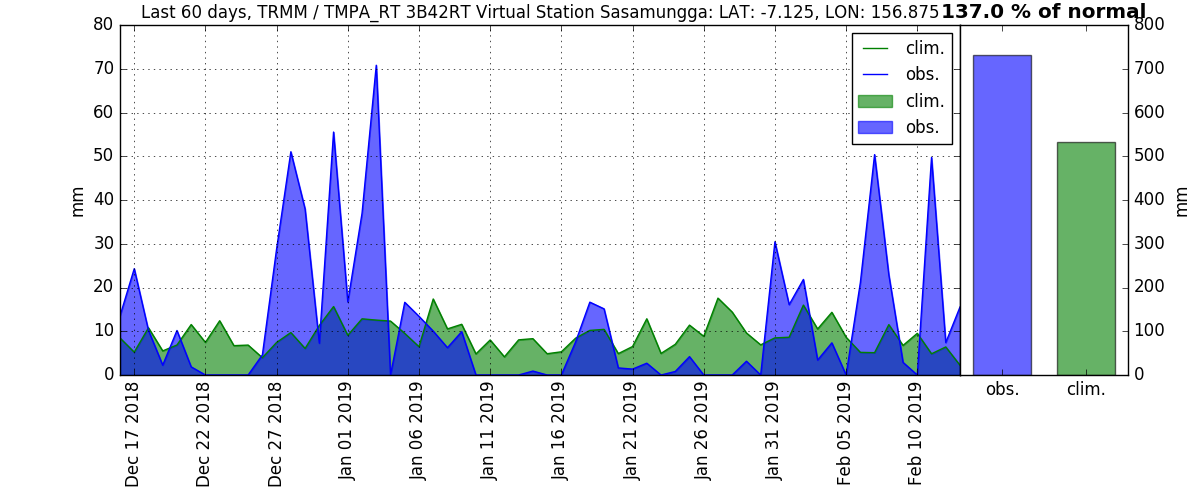 Last 60 days, TRMM / TMPA_RT 3B42RT Virtual Station Sasamungga: LAT: -7.125, LON: 156.875
137.0 % of normal
mm
80
70
60
50
40
30
20
10
0
clim.
obs.
clim.
obs.
Dec 17 2018
Dec 22 2018
Dec 27 2018
Jan 01 2019
Jan 06 2019
Jan 11 2019
Jan 16 2019
Jan 21 2019
Jan 26 2019
Jan 31 2019
Feb 05 2019
Feb 10 2019
800
700
600
500
400
300
200
100
0
mm
obs.
clim.